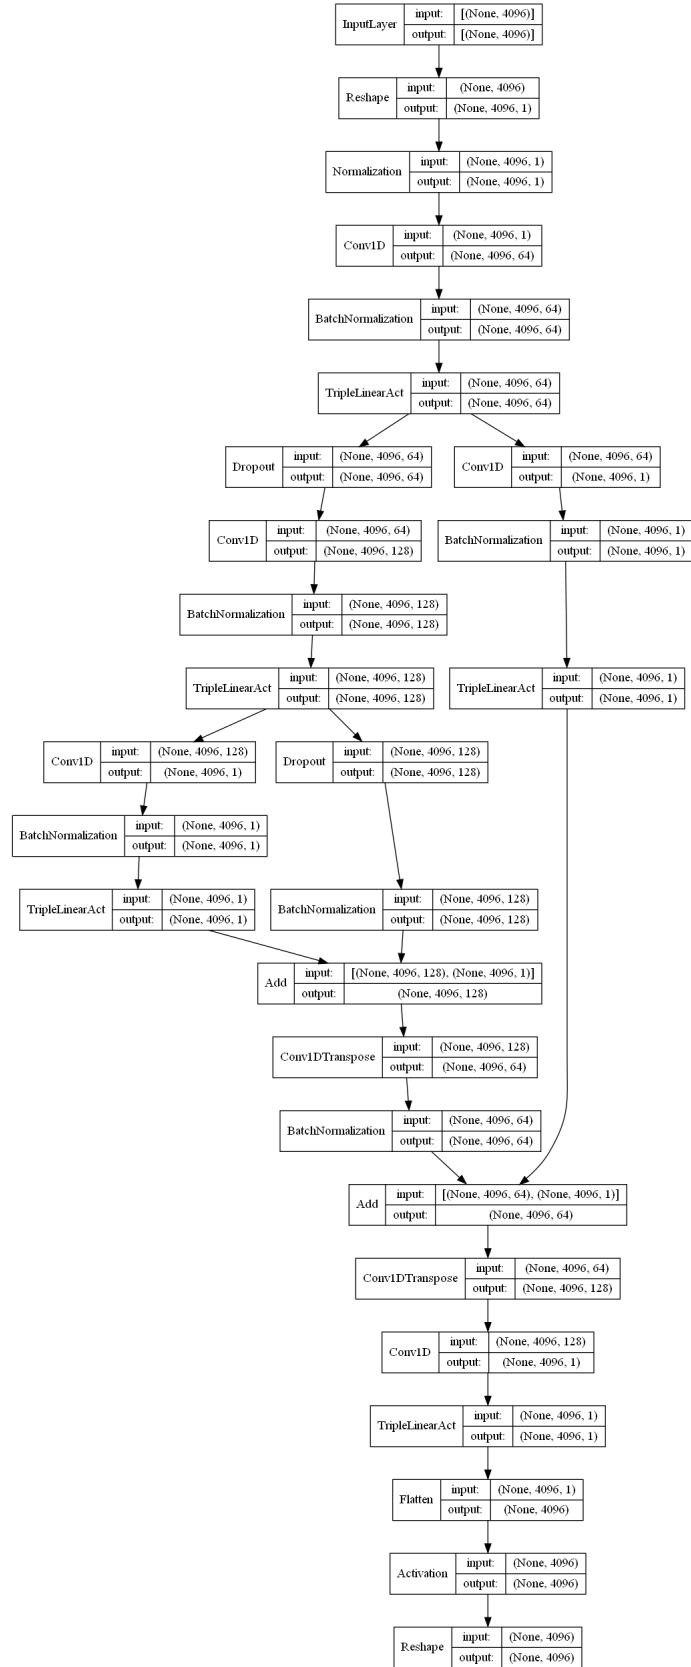 InputLayer input: [(None, 4096)]
output: [(None, 4096)]
Reshape input: (None, 4096)
output: (None, 4096, 1)
Normalization input: (None, 4096, 1)
output: (None, 4096, 1)
Conv1D input: (None, 4096, 1)
output: (None, 4096, 64)
BatchNormalization input: (None, 4096, 64)
output: (None, 4096, 64)
TripleLinearAct input: (None, 4096, 64)
output: (None, 4096, 64)
Dropout input: (None, 4096, 64)
output: (None, 4096, 64)
Conv1D input: (None, 4096, 64)
output: (None, 4096, 1)
Conv1D input: (None, 4096, 64)
output: (None, 4096, 128)
BatchNormalization input: (None, 4096, 1)
output: (None, 4096, 1)
BatchNormalization input: (None, 4096, 128)
output: (None, 4096, 128)
TripleLinearAct input: (None, 4096, 128)
output: (None, 4096, 128)
TripleLinearAct input: (None, 4096, 1)
output: (None, 4096, 1)
Conv1D input: (None, 4096, 128)
output: (None, 4096, 1)
Dropout input: (None, 4096, 128)
output: (None, 4096, 128)
BatchNormalization input: (None, 4096, 1)
output: (None, 4096, 1)
TripleLinearAct input: (None, 4096, 1)
output: (None, 4096, 1)
BatchNormalization input: (None, 4096, 128)
output: (None, 4096, 128)
Add input: [(None, 4096, 128), (None, 4096, 1)]
output: (None, 4096, 128)
Conv1DTranspose input: (None, 4096, 128)
output: (None, 4096, 64)
BatchNormalization input: (None, 4096, 64)
output: (None, 4096, 64)
Add input: [(None, 4096, 64), (None, 4096, 1)]
output: (None, 4096, 64)
Conv1DTranspose input: (None, 4096, 64)
output: (None, 4096, 128)
Conv1D input: (None, 4096, 128)
output: (None, 4096, 1)
TripleLinearAct input: (None, 4096, 1)
output: (None, 4096, 1)
Flatten input: (None, 4096, 1)
output: (None, 4096)
Activation input: (None, 4096)
output: (None, 4096)
Reshape input: (None, 4096)
output: (None, 4096)